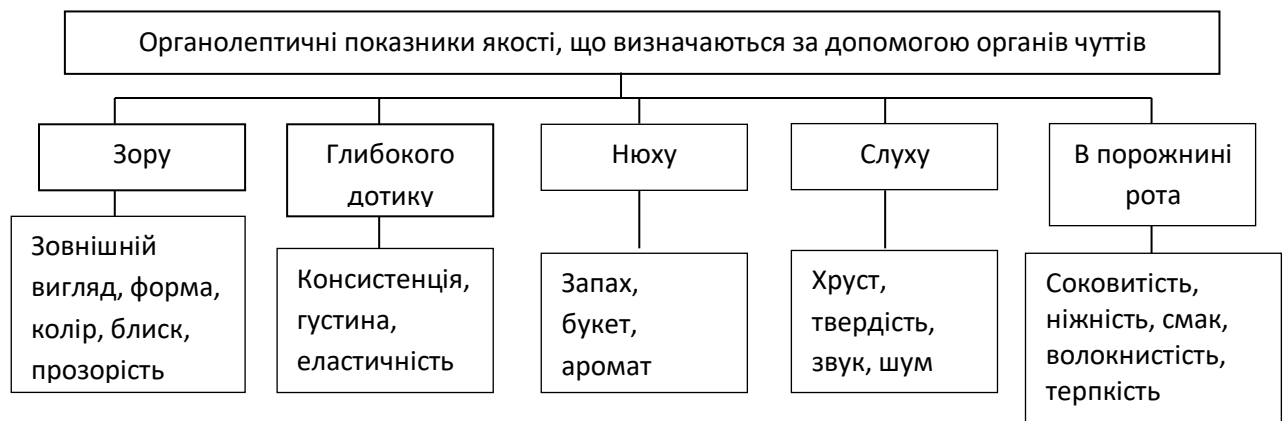 Органолептичні показники якості, що визначаються за допомогою органів чуттів
Зору
Глибокого
дотику
Нюху
Слуху
В порожнині
рота
Зовнішній
вигляд, форма,
колір, блиск,
прозорість
Консистенція,
густина,
еластичність
Запах,
букет,
аромат
Хруст,
твердість,
звук, шум
Соковитість,
ніжність, смак,
волокнистість,
терпкість